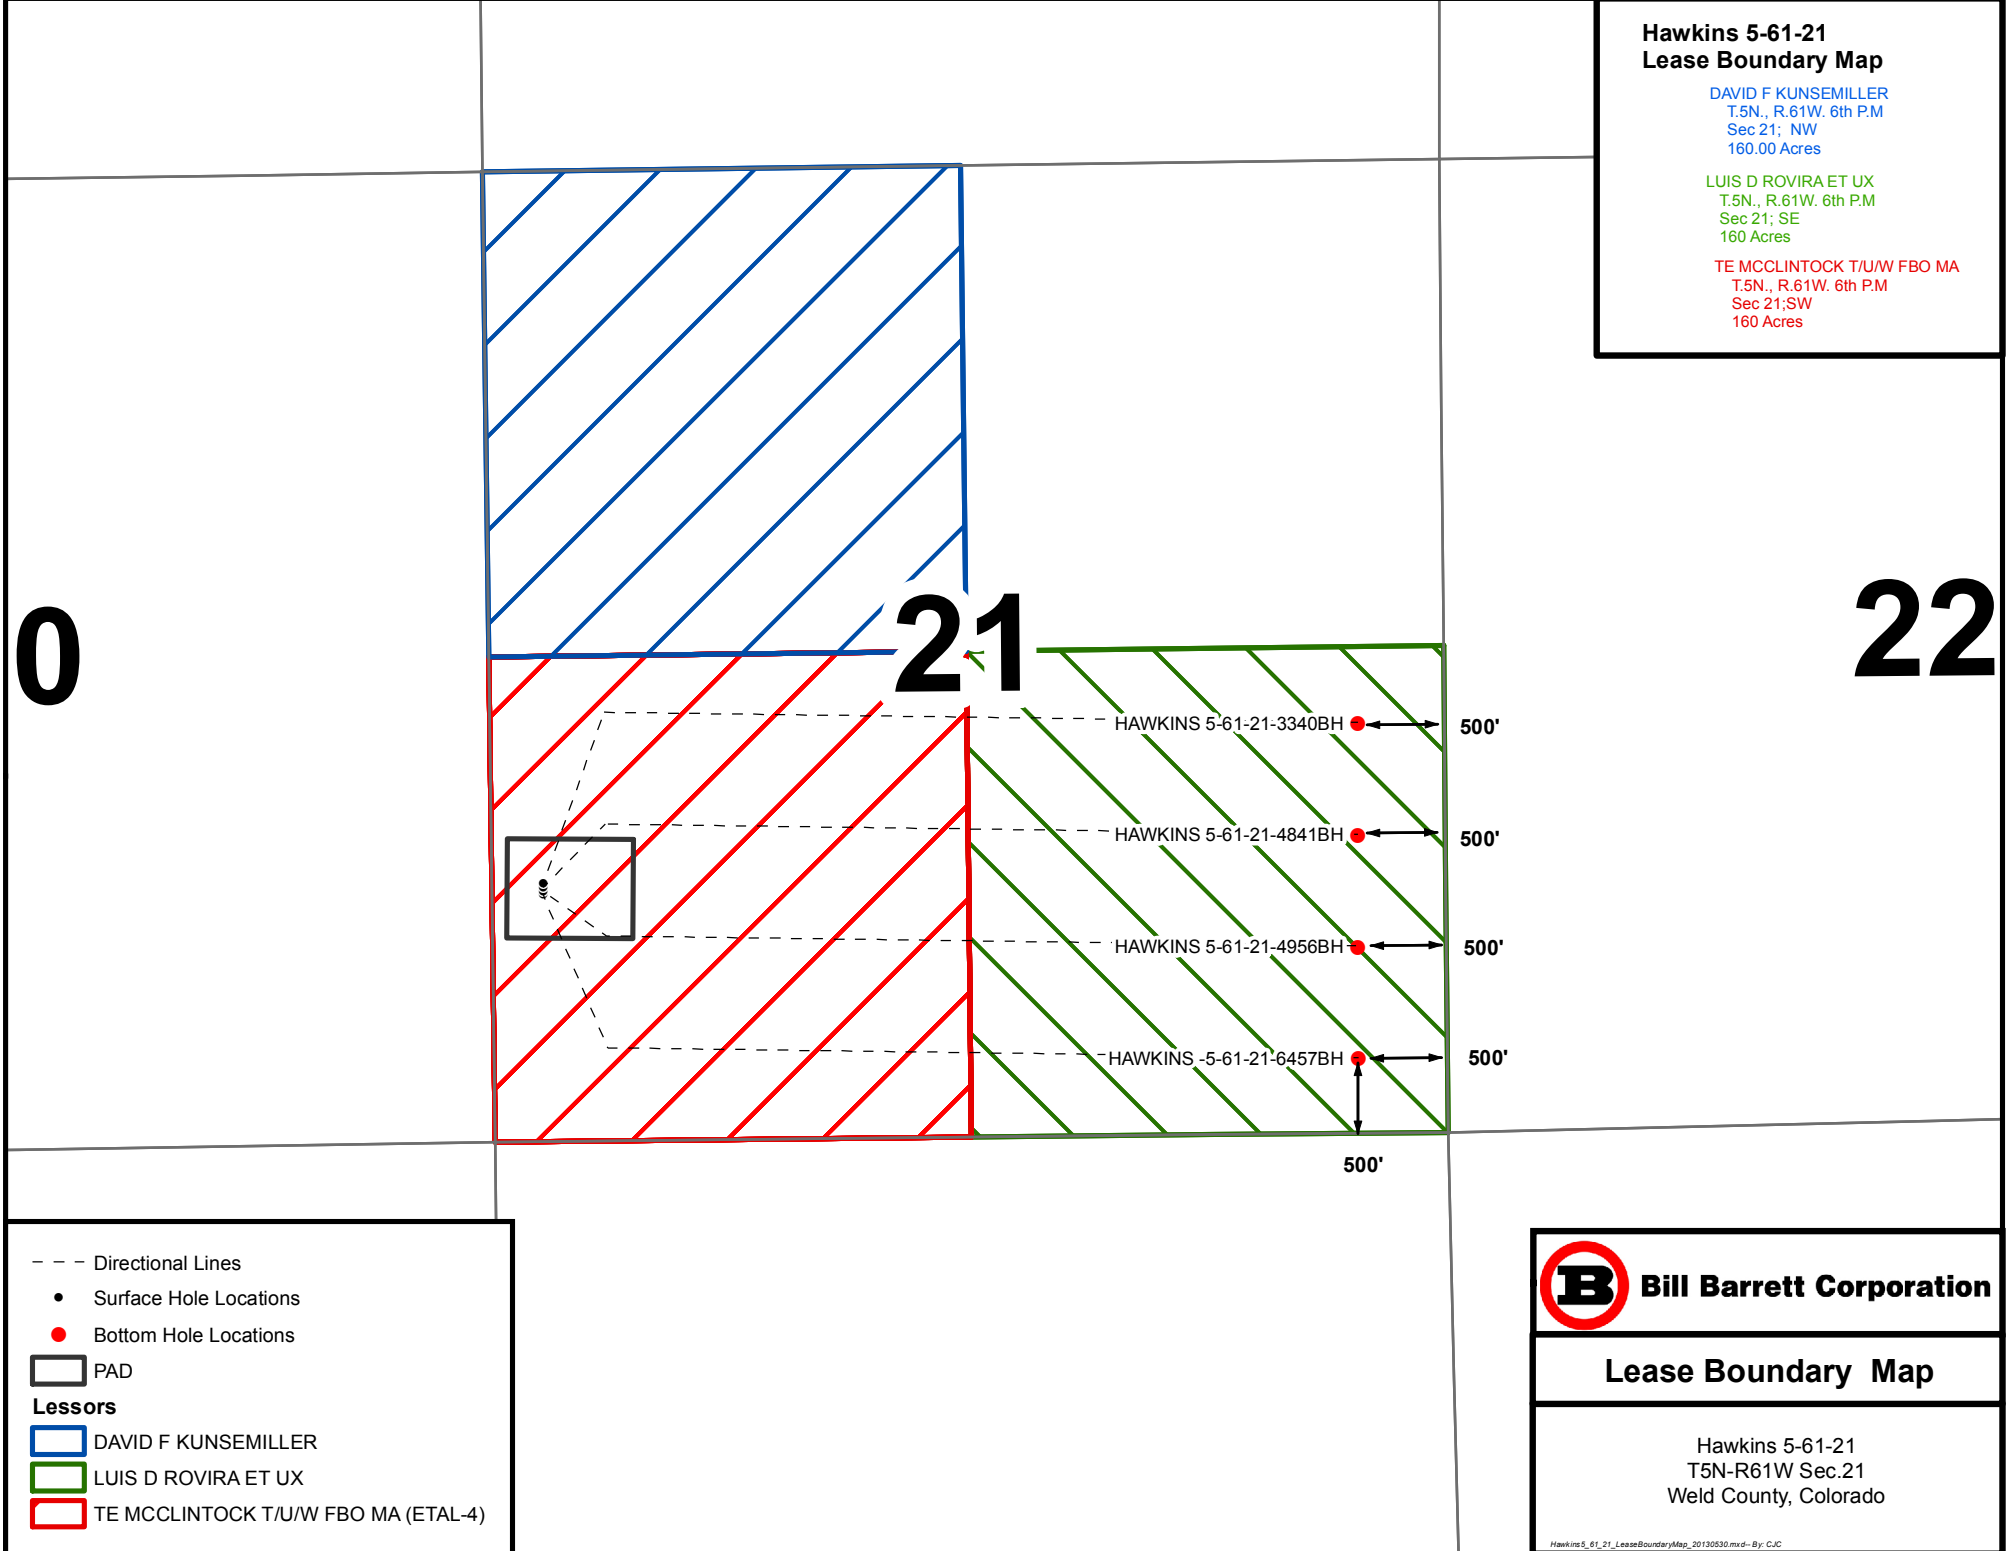 Hawkins 5-61-21
Lease Boundary Map
DAVID F KUNSEMILLER
T.5N., R.61W. 6th P.M
Sec 21; NW
160.00 Acres
LUIS D ROVIRA ET UX
T.5N., R.61W. 6th P.M
Sec 21; SE
160 Acres
TE MCCLINTOCK T/U/W FBO MA
T.5N., R.61W. 6th P.M
Sec 21;SW
160 Acres
0
21
22
HAWKINS 5-61-21-3340BH
500'
HAWKINS 5-61-21-4841BH
500'
HAWKINS 5-61-21-4956BH
500'
HAWKINS -5-61-21-6457BH
500'
500'
Directional Lines
Surface Hole Locations
Bottom Hole Locations
PAD
Lessors
DAVID F KUNSEMILLER
LUIS D ROVIRA ET UX
TE MCCLINTOCK T/U/W FBO MA (ETAL-4)
B Bill Barrett Corporation
Lease Boundary Map
Hawkins 5-61-21
T5N-R61W Sec.21
Weld County, Colorado
Hawkins5_61_21_LeaseBoundaryMap_20130530.mxd-- By: CJC